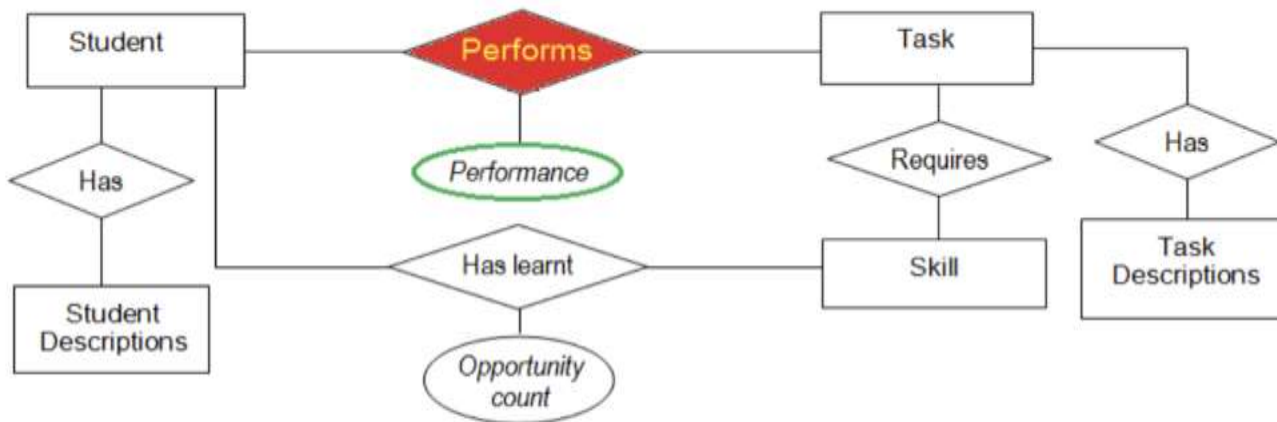 Student
Performs
Task
Has
Performance
Requires
Has
Has learnt
Skill
Task
Descriptions
Student
Descriptions
Opportunity
count